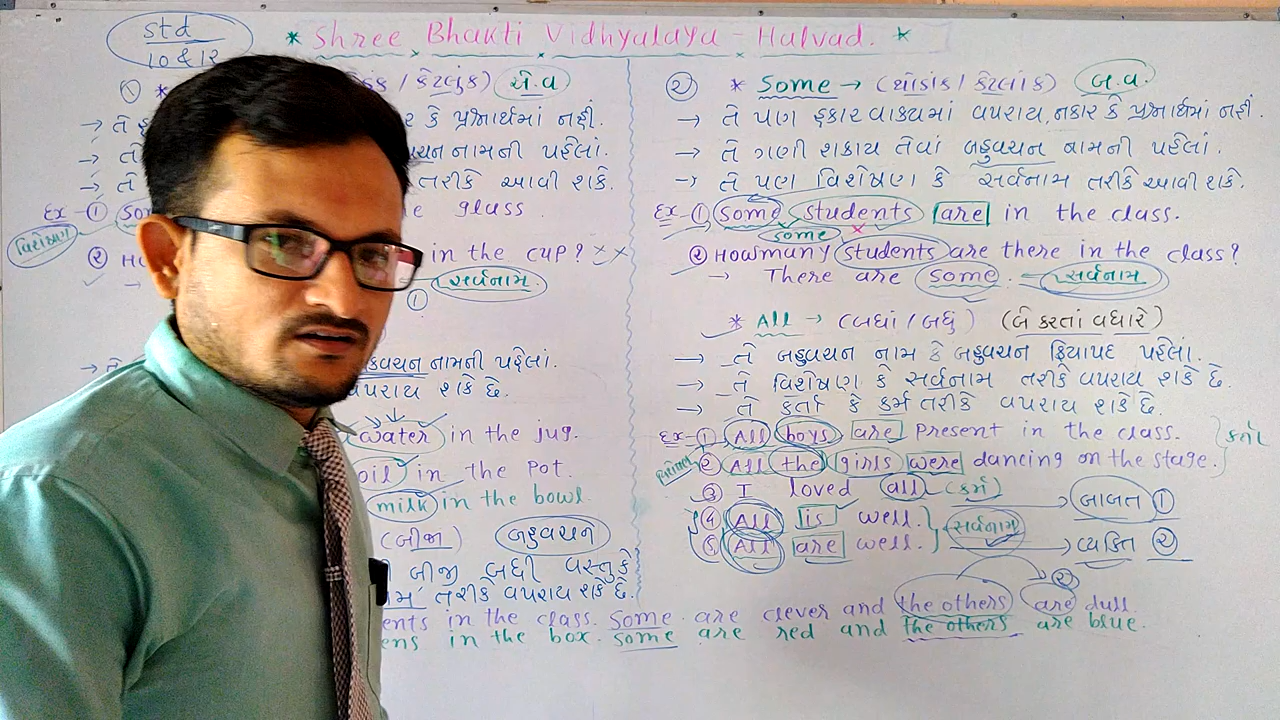 std
10 & 12
* Shree Bhakti Vidhyalaya - Halvad. *
① * ઇક / કેટલુંક) એ.વ
→ તે ર કે પ્રશ્નાર્થમાં નહીં.
→ તે વચન નામની પહેલાં.
→ તે તરીકે આવી શકે.
Ex-① So e glass.
વિશેષણ
② Ho in the cup? ××
→ ① સર્વનામ.
→ તે કવચન નામની પહેલાં.
વપરાય શકે છે.
water in the jug.
oil in the Pot.
milk in the bowl
(બીજા) બહુવચન
ી બીજી બધી વસ્તુ કે
મ તરીકે વપરાય શકે છે.
② * Some → (થોડાંક / કેટલાંક) બ.વ.
→ તે પણ હકાર વાક્યમાં વપરાય, નકાર કે પ્રશ્નાર્થમાં નહીં.
→ તે ગણી શકાય તેવાં બહુવચન નામની પહેલાં.
→ તે પણ વિશેષણ કે સર્વનામ તરીકે આવી શકે.
Ex-① Some students are in the class.
some ×
② Howmany students are there in the class?
→ There are some. = સર્વનામ
* All → (બધાં / બધું) (બે કરતાં વધારે)
→ તે બહુવચન નામ કે બહુવચન ક્રિયાપદ પહેલાં.
→ તે વિશેષણ કે સર્વનામ તરીકે વપરાય શકે છે.
→ તે કર્તા કે કર્મ તરીકે વપરાય શકે છે.
Ex-① All boys are Present in the class. } કર્તા
② All the girls were dancing on the stage.
③ I loved all (કર્મ)
④ All is well. } સર્વનામ → બાબત ①
⑤ All are well. → વ્યક્તિ ②
②
ents in the class. Some are clever and the others are dull.
ens in the box. some are red and the others are blue.